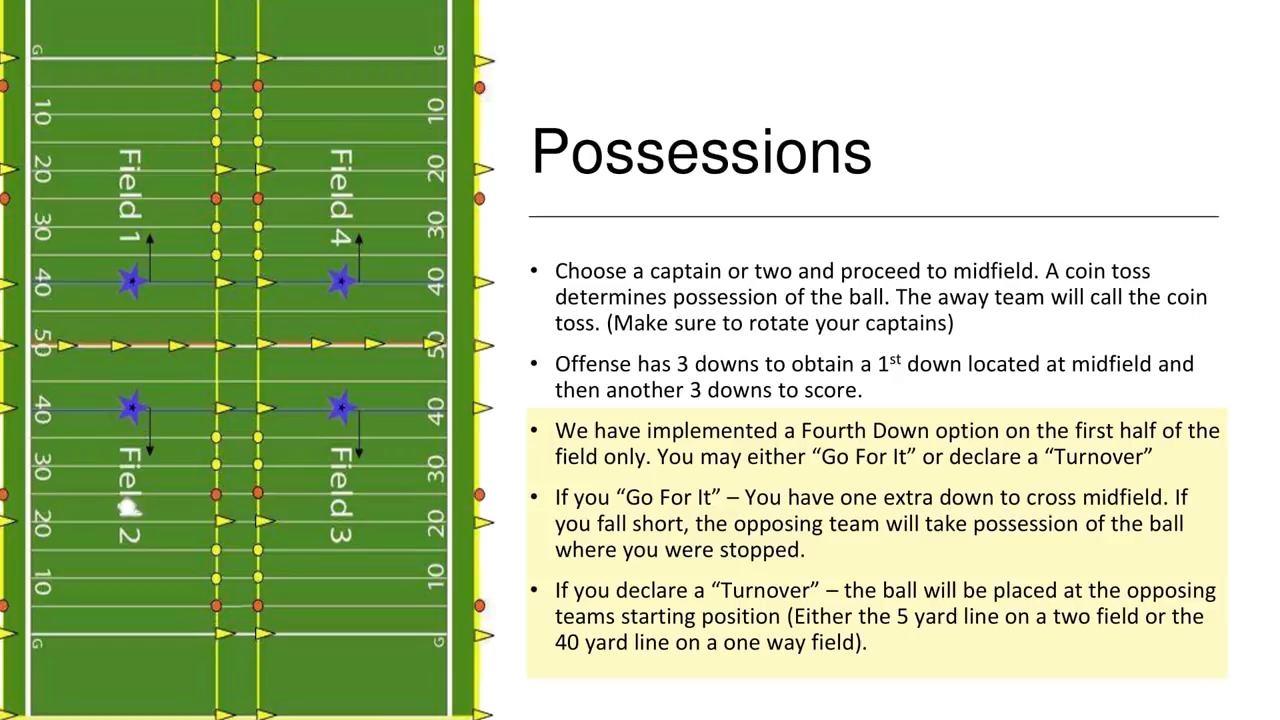 G
G
10
10
20
20
30
30
40
40
50
50
40
40
30
30
20
20
10
10
G
G
Field 1
Field 4
Field 2
Field 3
Possessions
• Choose a captain or two and proceed to midfield. A coin toss
determines possession of the ball. The away team will call the coin
toss. (Make sure to rotate your captains)
• Offense has 3 downs to obtain a 1st down located at midfield and
then another 3 downs to score.
• We have implemented a Fourth Down option on the first half of the
field only. You may either “Go For It” or declare a “Turnover”
• If you “Go For It” – You have one extra down to cross midfield. If
you fall short, the opposing team will take possession of the ball
where you were stopped.
• If you declare a “Turnover” – the ball will be placed at the opposing
teams starting position (Either the 5 yard line on a two field or the
40 yard line on a one way field).